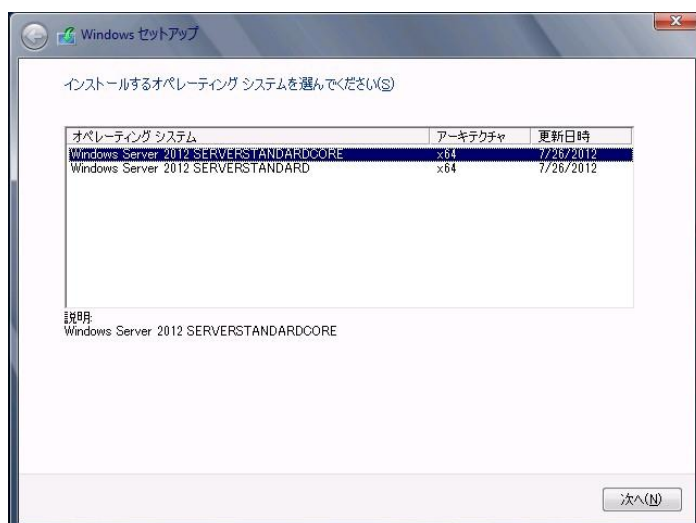 Windows セットアップ
インストールするオペレーティング システムを選んでください(S)
オペレーティング システム アーキテクチャ 更新日時
Windows Server 2012 SERVERSTANDARDCORE x64 7/26/2012
Windows Server 2012 SERVERSTANDARD x64 7/26/2012
説明:
Windows Server 2012 SERVERSTANDARDCORE
次へ(N)